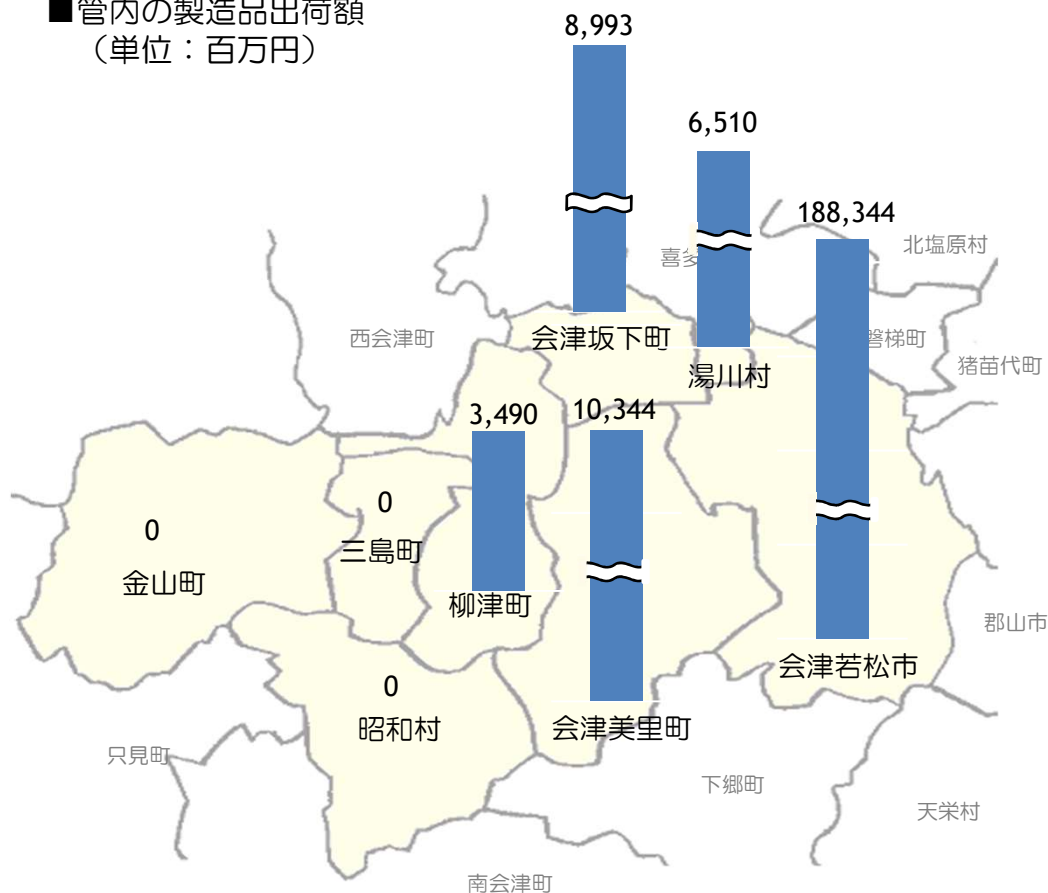 ■管内の製造品出荷額
（単位：百万円）
8,993
6,510
188,344
北塩原村
喜多
西会津町
会津坂下町
磐梯町
猪苗代町
湯川村
3,490
10,344
0
0
三島町
金山町
柳津町
郡山市
会津若松市
0
昭和村
会津美里町
只見町
下郷町
天栄村
南会津町